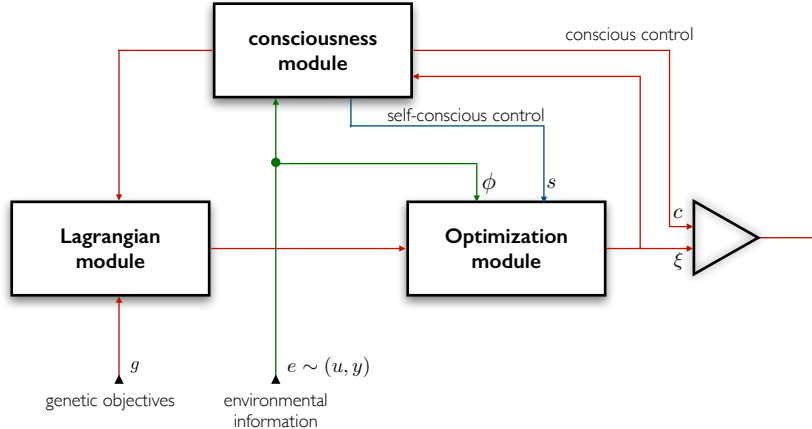 consciousness
module
conscious control
self-conscious control
ϕ
s
Lagrangian
module
Optimization
module
c
ξ
g
e ∼ (u, y)
genetic objectives
environmental
information